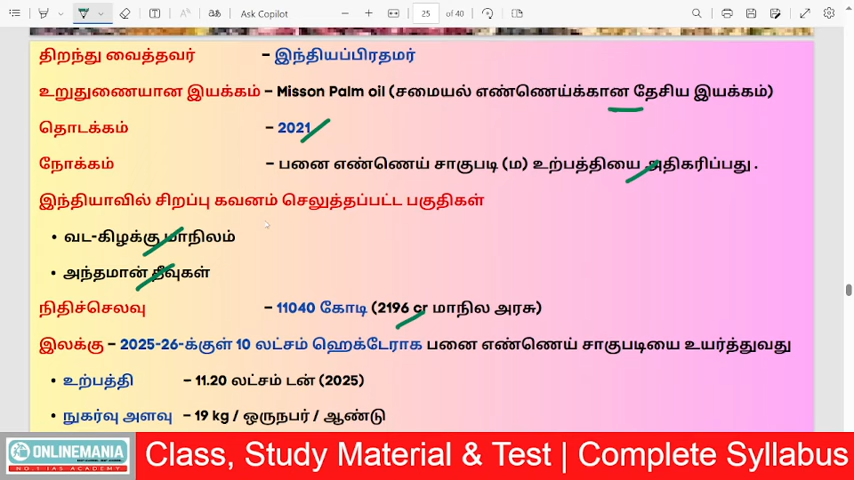 Ask Copilot
25 of 40
திறந்து வைத்தவர் – இந்தியப்பிரதமர்
உறுதுணையான இயக்கம் – Misson Palm oil (சமையல் எண்ணெய்க்கான தேசிய இயக்கம்)
தொடக்கம் – 2021
நோக்கம் – பனை எண்ணெய் சாகுபடி (ம) உற்பத்தியை அதிகரிப்பது .
இந்தியாவில் சிறப்பு கவனம் செலுத்தப்பட்ட பகுதிகள்
• வட-கிழக்கு மாநிலம்
• அந்தமான் தீவுகள்
நிதிச்செலவு – 11040 கோடி (2196 cr மாநில அரசு)
இலக்கு – 2025-26-க்குள் 10 லட்சம் ஹெக்டேராக பனை எண்ணெய் சாகுபடியை உயர்த்துவது
• உற்பத்தி – 11.20 லட்சம் டன் (2025)
• நுகர்வு அளவு – 19 kg / ஒருநபர் / ஆண்டு
ONLINEMANIA
NO.1 IAS ACADEMY
Class, Study Material & Test | Complete Syllabus